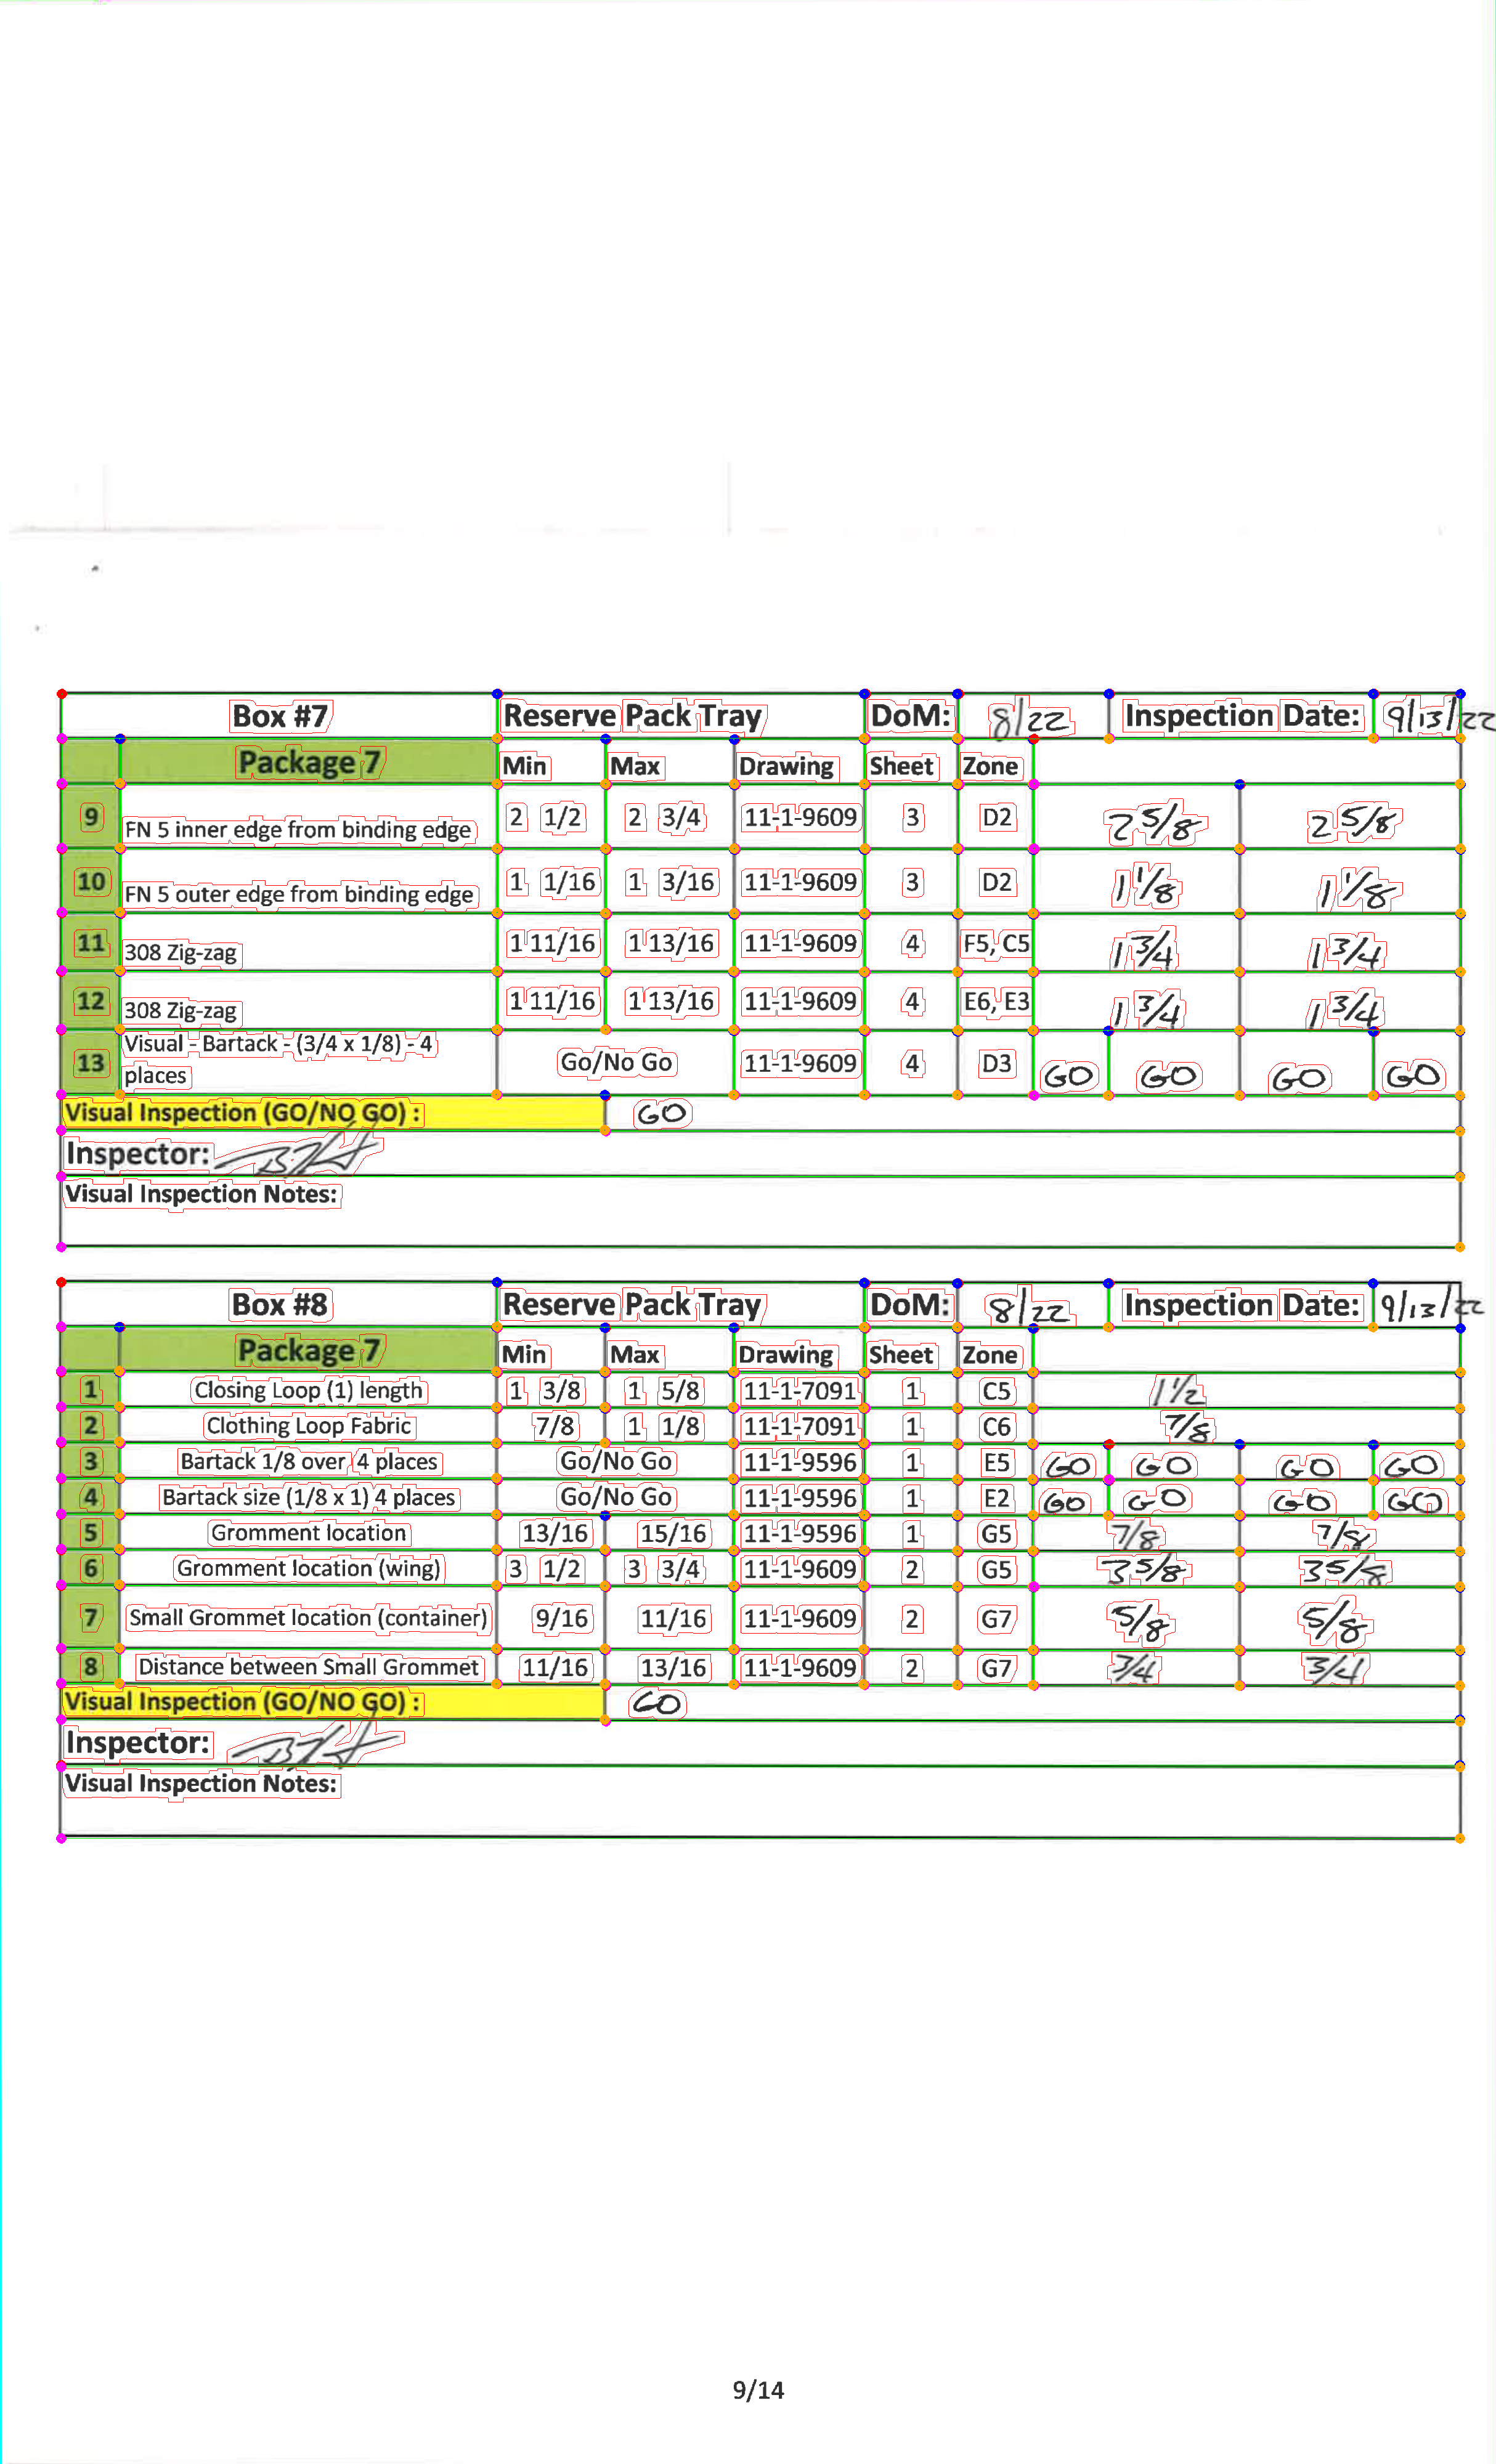 Box #7 Reserve Pack Tray DoM: 8/22 Inspection Date: 9/13/22
Package 7 Min Max Drawing Sheet Zone
9 FN 5 inner edge from binding edge 2 1/2 2 3/4 11-1-9609 3 D2 2 5/8 2 5/8
10 FN 5 outer edge from binding edge 1 1/16 1 3/16 11-1-9609 3 D2 1 1/8 1 1/8
11 308 Zig-zag 1 11/16 1 13/16 11-1-9609 4 F5, C5 1 3/4 1 3/4
12 308 Zig-zag 1 11/16 1 13/16 11-1-9609 4 E6, E3 1 3/4 1 3/4
13 Visual - Bartack - (3/4 x 1/8) - 4 places Go/No Go 11-1-9609 4 D3 GO GO GO GO
Visual Inspection (GO/NO GO) : GO
Inspector:
Visual Inspection Notes:
Box #8 Reserve Pack Tray DoM: 8/22 Inspection Date: 9/13/22
Package 7 Min Max Drawing Sheet Zone
1 Closing Loop (1) length 1 3/8 1 5/8 11-1-7091 1 C5 1 1/2
2 Clothing Loop Fabric 7/8 1 1/8 11-1-7091 1 C6 7/8
3 Bartack 1/8 over 4 places Go/No Go 11-1-9596 1 E5 GO GO GO GO
4 Bartack size (1/8 x 1) 4 places Go/No Go 11-1-9596 1 E2 GO GO GO GO
5 Gromment location 13/16 15/16 11-1-9596 1 G5 7/8 7/8
6 Gromment location (wing) 3 1/2 3 3/4 11-1-9609 2 G5 3 5/8 3 5/8
7 Small Grommet location (container) 9/16 11/16 11-1-9609 2 G7 5/8 5/8
8 Distance between Small Grommet 11/16 13/16 11-1-9609 2 G7 3/4 3/4
Visual Inspection (GO/NO GO) : GO
Inspector:
Visual Inspection Notes:
9/14